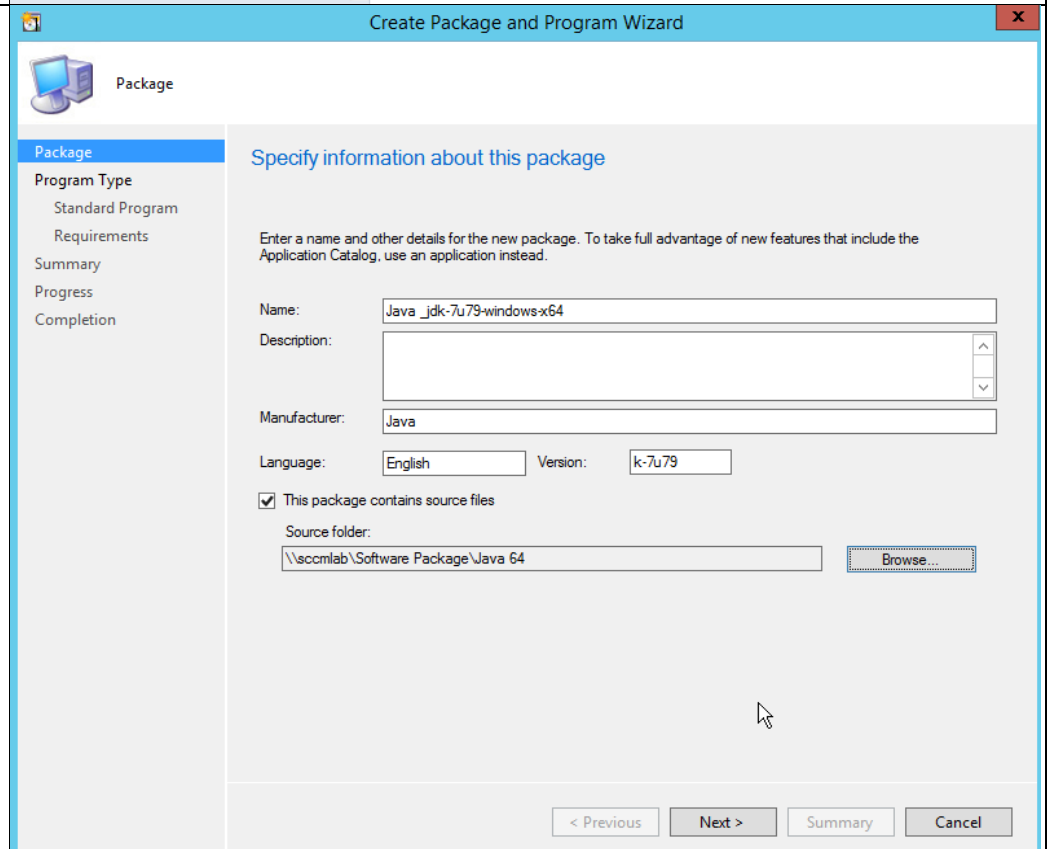 Create Package and Program Wizard
x
Package
Package
Program Type
Standard Program
Requirements
Summary
Progress
Completion
Specify information about this package
Enter a name and other details for the new package. To take full advantage of new features that include the
Application Catalog, use an application instead.
Name: Java _jdk-7u79-windows-x64
Description:
Manufacturer: Java
Language: English Version: k-7u79
This package contains source files
Source folder:
\\sccmlab\Software Package\Java 64 Browse...
< Previous Next > Summary Cancel